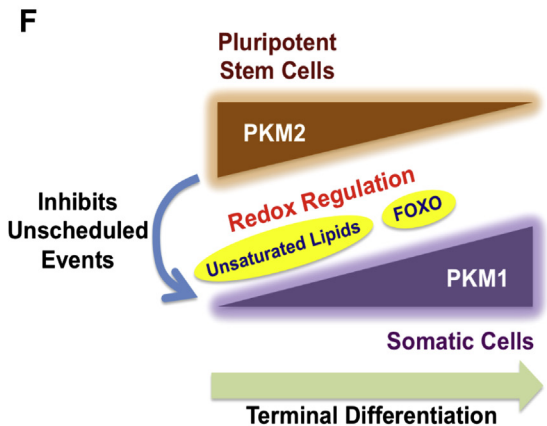 F
Pluripotent
Stem Cells
PKM2
Inhibits
Unscheduled
Events
Redox Regulation
FOXO
Unsaturated Lipids
PKM1
Somatic Cells
Terminal Differentiation